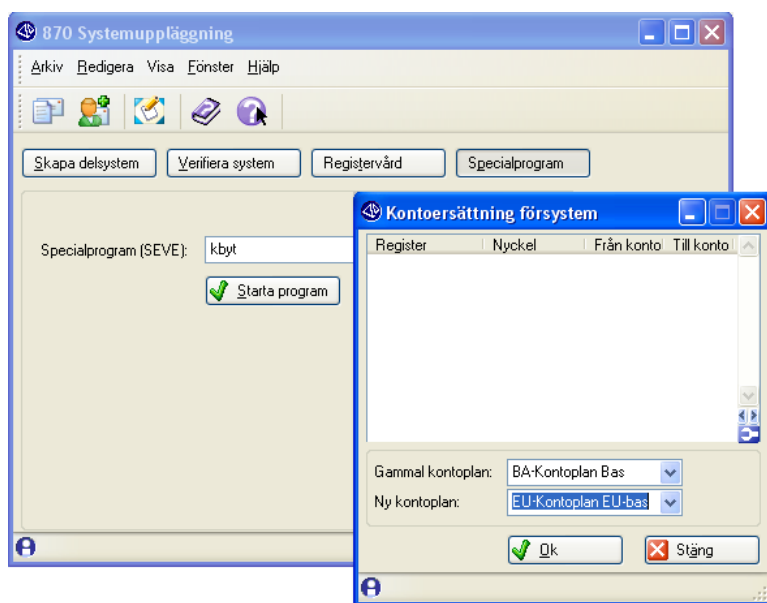 870 Systemuppläggning
Arkiv Redigera Visa Fönster Hjälp
Skapa delsystem Verifiera system Registervård Specialprogram
Specialprogram (SEVE): kbyt
Starta program
Kontoersättning försystem
Register Nyckel Från konto Till konto
Gammal kontoplan: BA-Kontoplan Bas
Ny kontoplan: EU-Kontoplan EU-bas
Ok Stäng